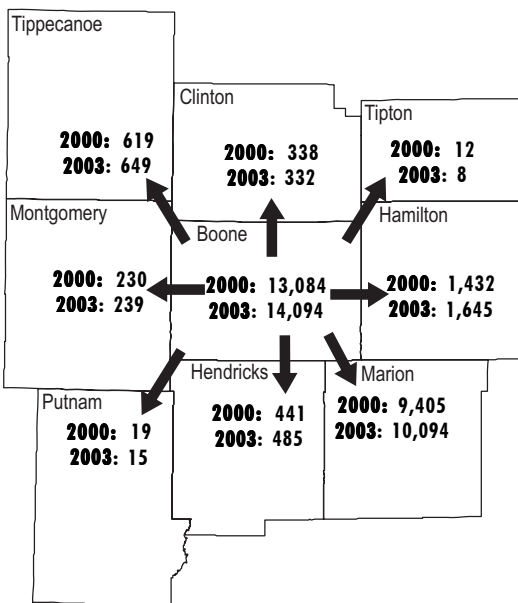 Tippecanoe
2000: 619
2003: 649
Clinton
2000: 338
2003: 332
Tipton
2000: 12
2003: 8
Montgomery
2000: 230
2003: 239
Boone
2000: 13,084
2003: 14,094
Hamilton
2000: 1,432
2003: 1,645
Putnam
2000: 19
2003: 15
Hendricks
2000: 441
2003: 485
Marion
2000: 9,405
2003: 10,094